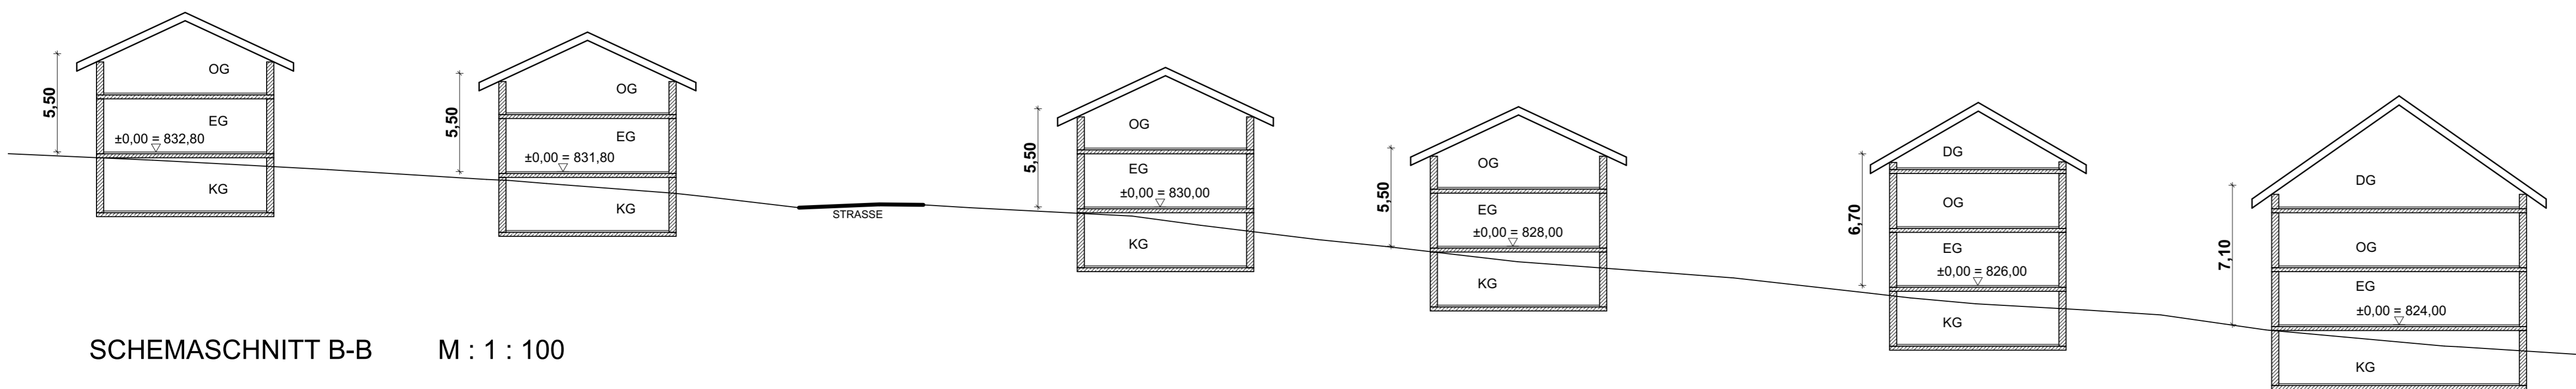 5,50
OG
EG
±0,00 = 832,80
KG
5,50
OG
EG
±0,00 = 831,80
KG
STRASSE
5,50
OG
EG
±0,00 = 830,00
KG
5,50
OG
EG
±0,00 = 828,00
KG
6,70
DG
OG
EG
±0,00 = 826,00
KG
7,10
DG
OG
EG
±0,00 = 824,00
KG
SCHEMASCHNITT B-B M : 1 : 100